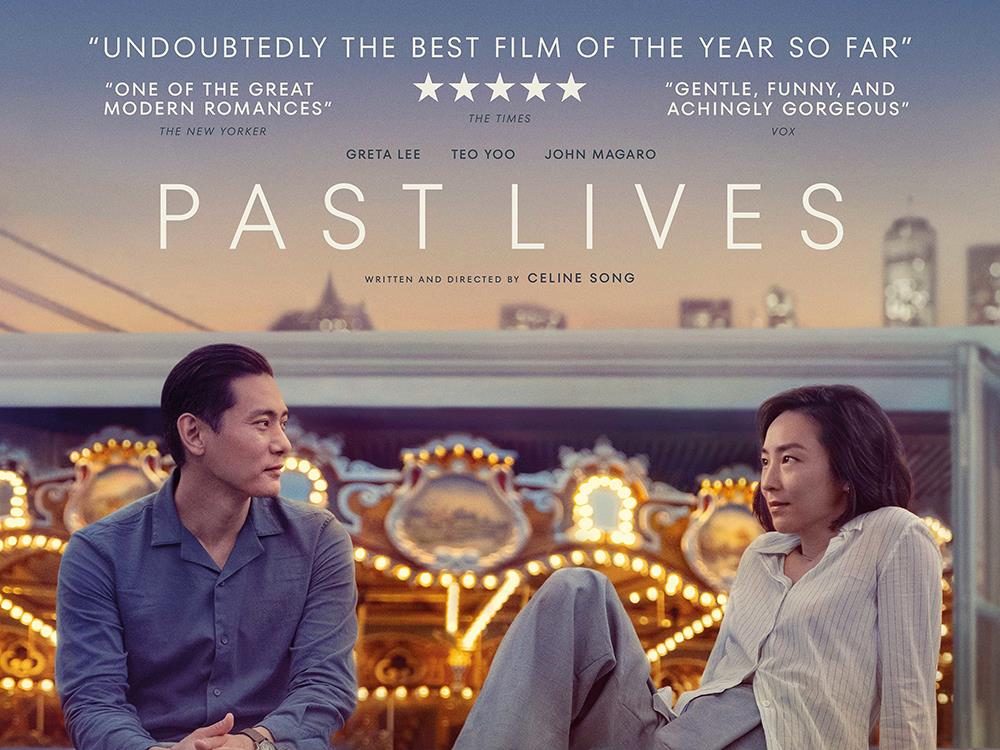 “UNDOUBTEDLY THE BEST FILM OF THE YEAR SO FAR”
“ONE OF THE GREAT
MODERN ROMANCES”
THE NEW YORKER
★★★★★
THE TIMES
“GENTLE, FUNNY, AND
ACHINGLY GORGEOUS”
VOX
GRETA LEE TEO YOO JOHN MAGARO
PAST LIVES
WRITTEN AND DIRECTED BY CELINE SONG